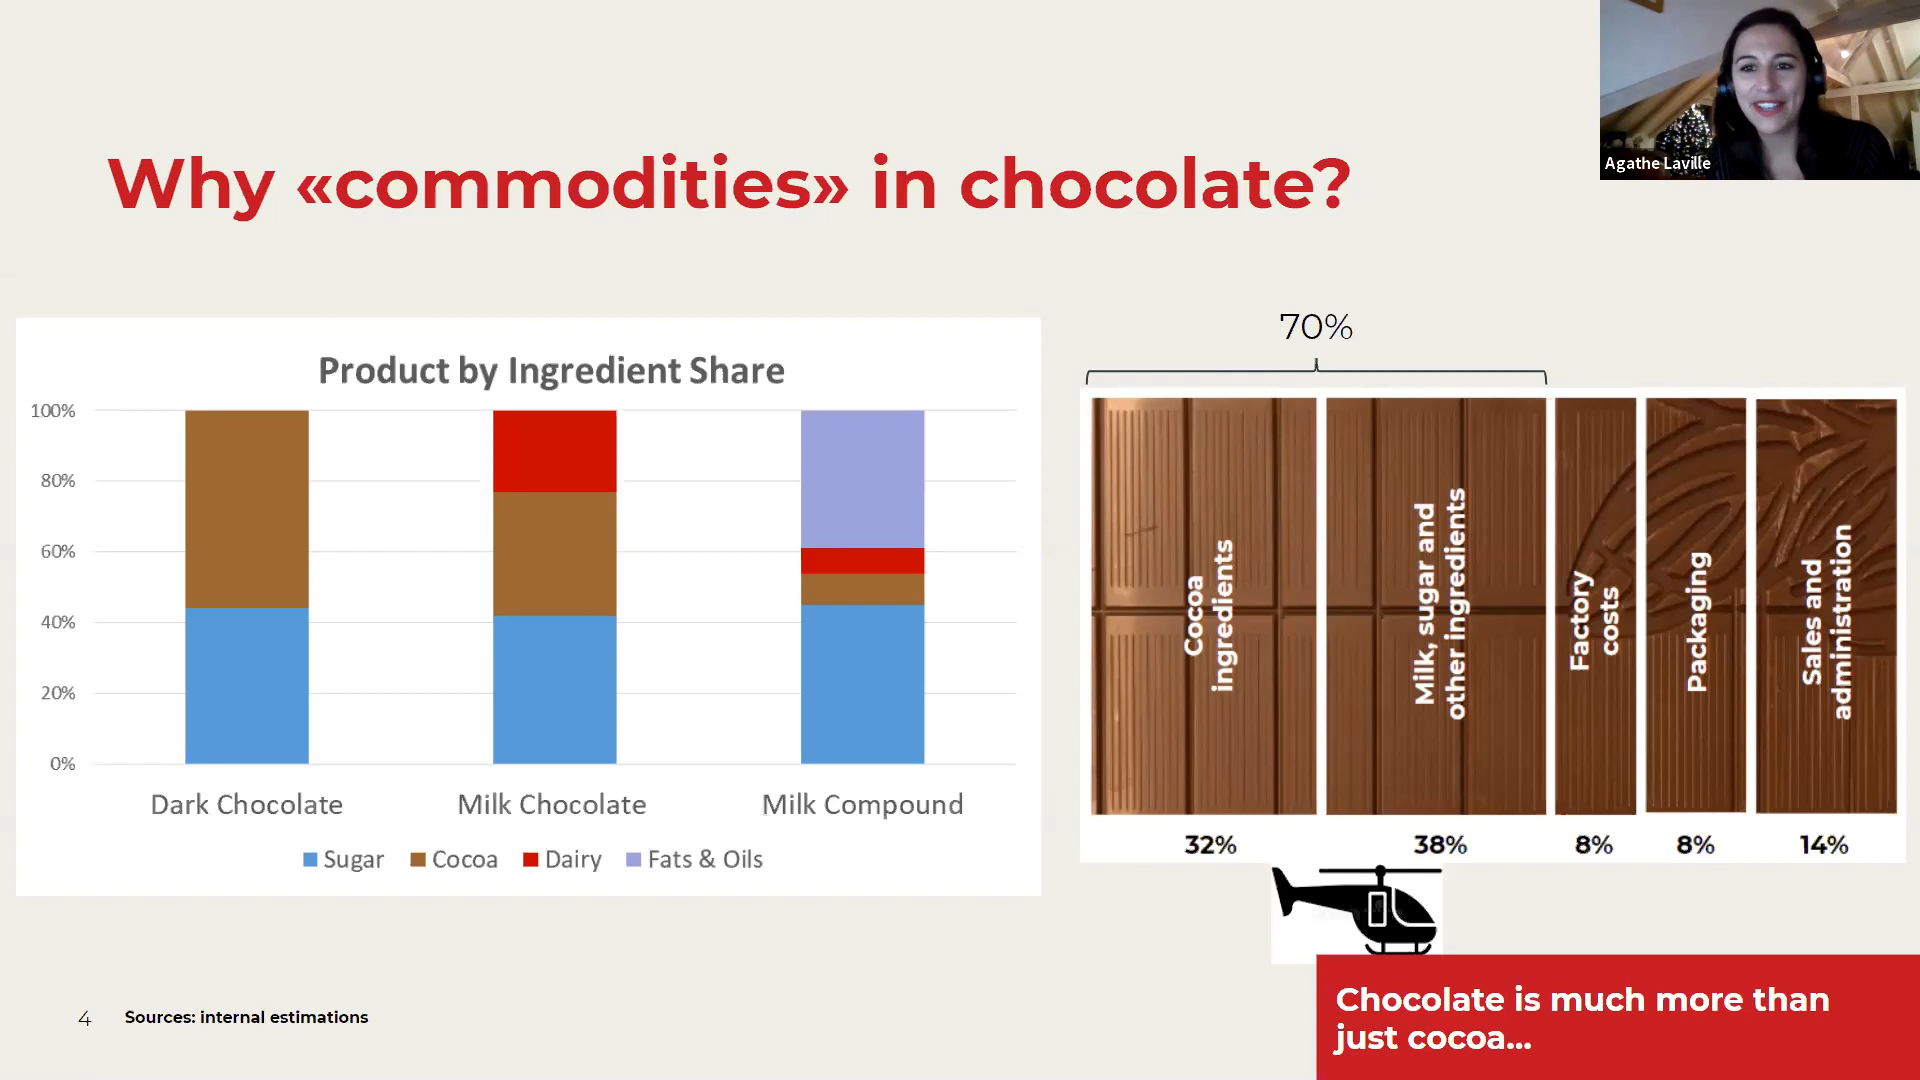 Agathe Laville
Why «commodities» in chocolate?
Product by Ingredient Share
100%
80%
60%
40%
20%
0%
Dark Chocolate
Milk Chocolate
Milk Compound
Sugar
Cocoa
Dairy
Fats & Oils
70%
Cocoa
ingredients
Milk, sugar and
other ingredients
Factory
costs
Packaging
Sales and
administration
32%
38%
8%
8%
14%
Chocolate is much more than
just cocoa...
4
Sources: internal estimations